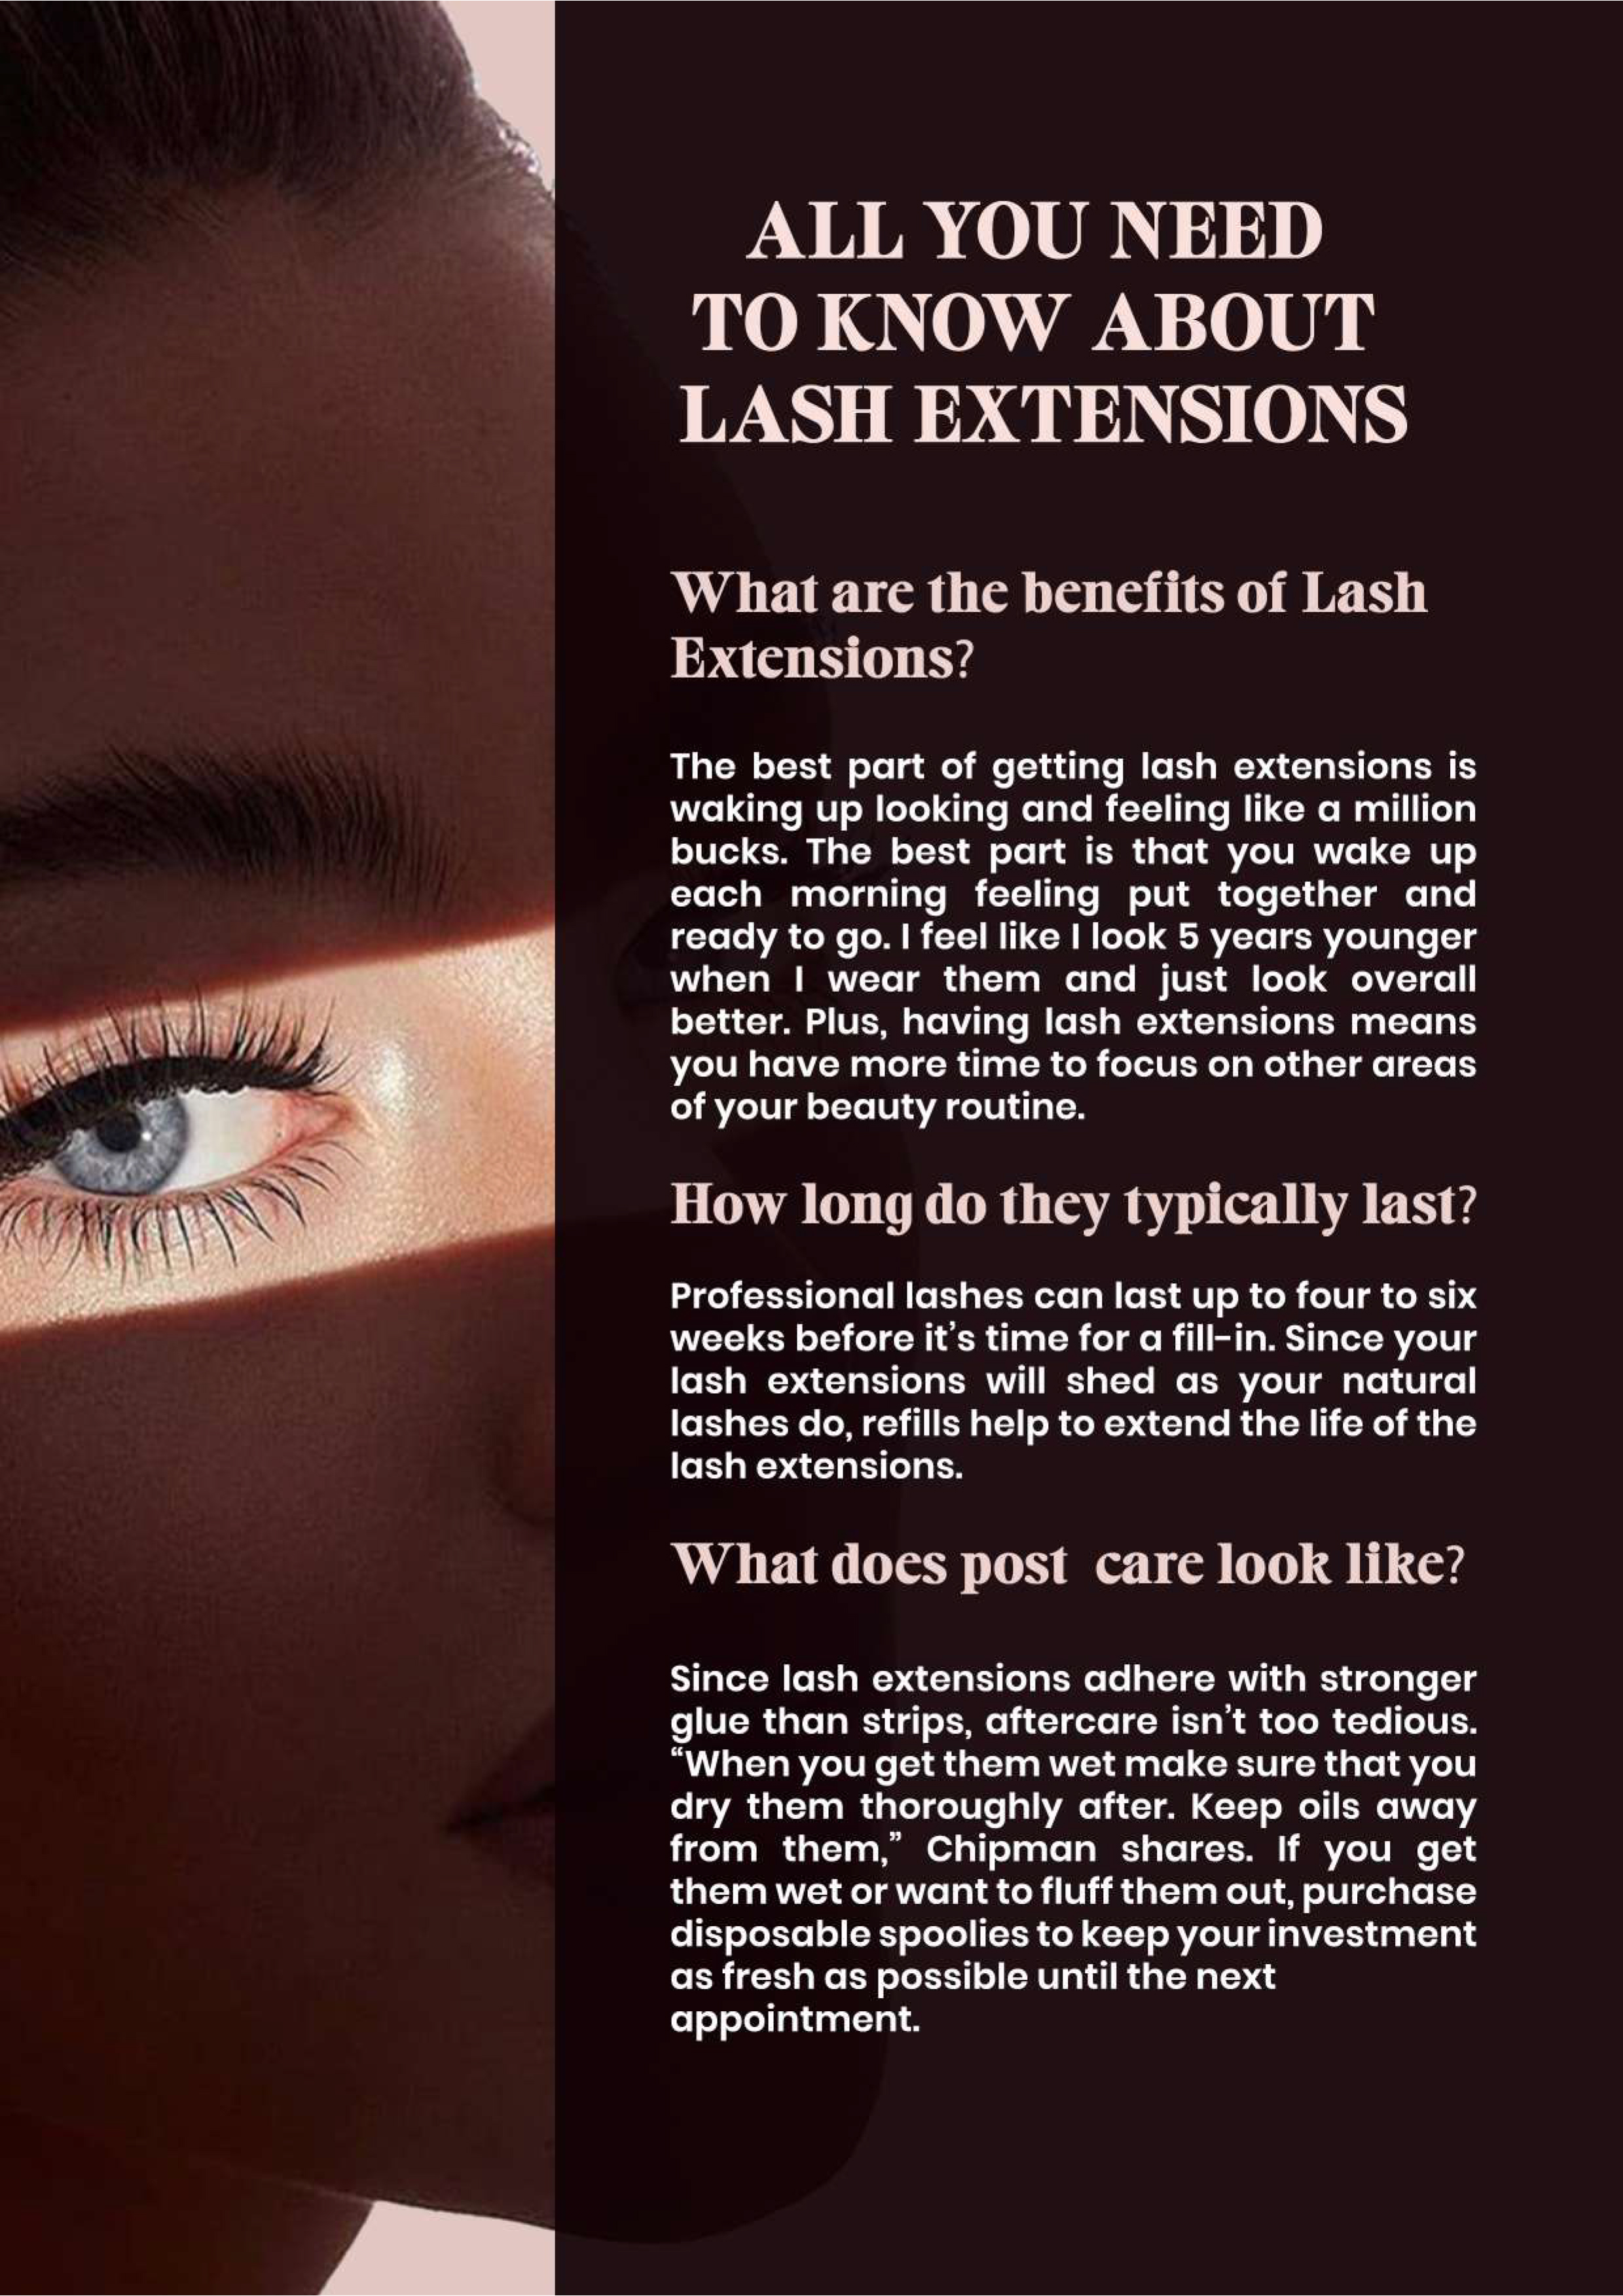 ALL YOU NEED
TO KNOW ABOUT
LASH EXTENSIONS
What are the benefits of Lash
Extensions?
The best part of getting lash extensions is
waking up looking and feeling like a million
bucks. The best part is that you wake up
each morning feeling put together and
ready to go. I feel like I look 5 years younger
when I wear them and just look overall
better. Plus, having lash extensions means
you have more time to focus on other areas
of your beauty routine.
How long do they typically last?
Professional lashes can last up to four to six
weeks before it’s time for a fill-in. Since your
lash extensions will shed as your natural
lashes do, refills help to extend the life of the
lash extensions.
What does post care look like?
Since lash extensions adhere with stronger
glue than strips, aftercare isn’t too tedious.
“When you get them wet make sure that you
dry them thoroughly after. Keep oils away
from them,” Chipman shares. If you get
them wet or want to fluff them out, purchase
disposable spoolies to keep your investment
as fresh as possible until the next
appointment.